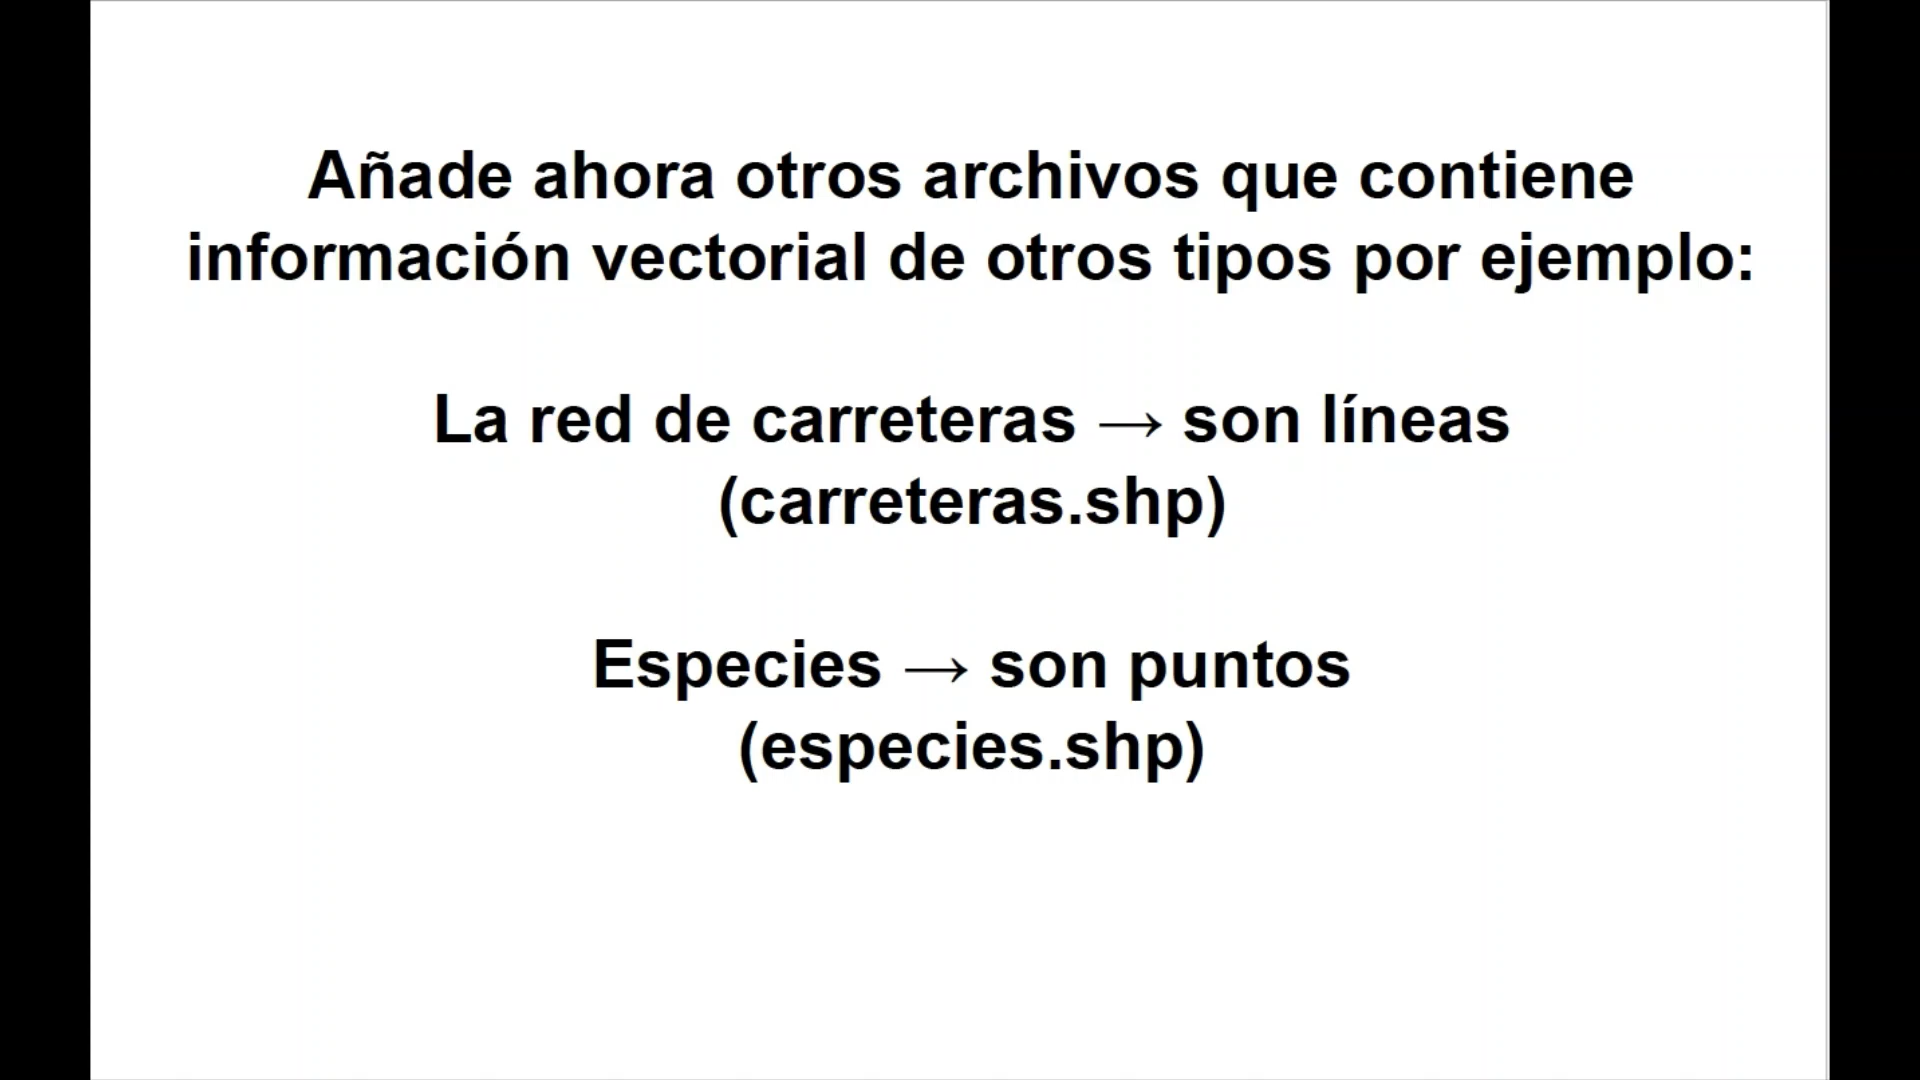 Añade ahora otros archivos que contiene
información vectorial de otros tipos por ejemplo:
La red de carreteras → son líneas
(carreteras.shp)
Especies → son puntos
(especies.shp)